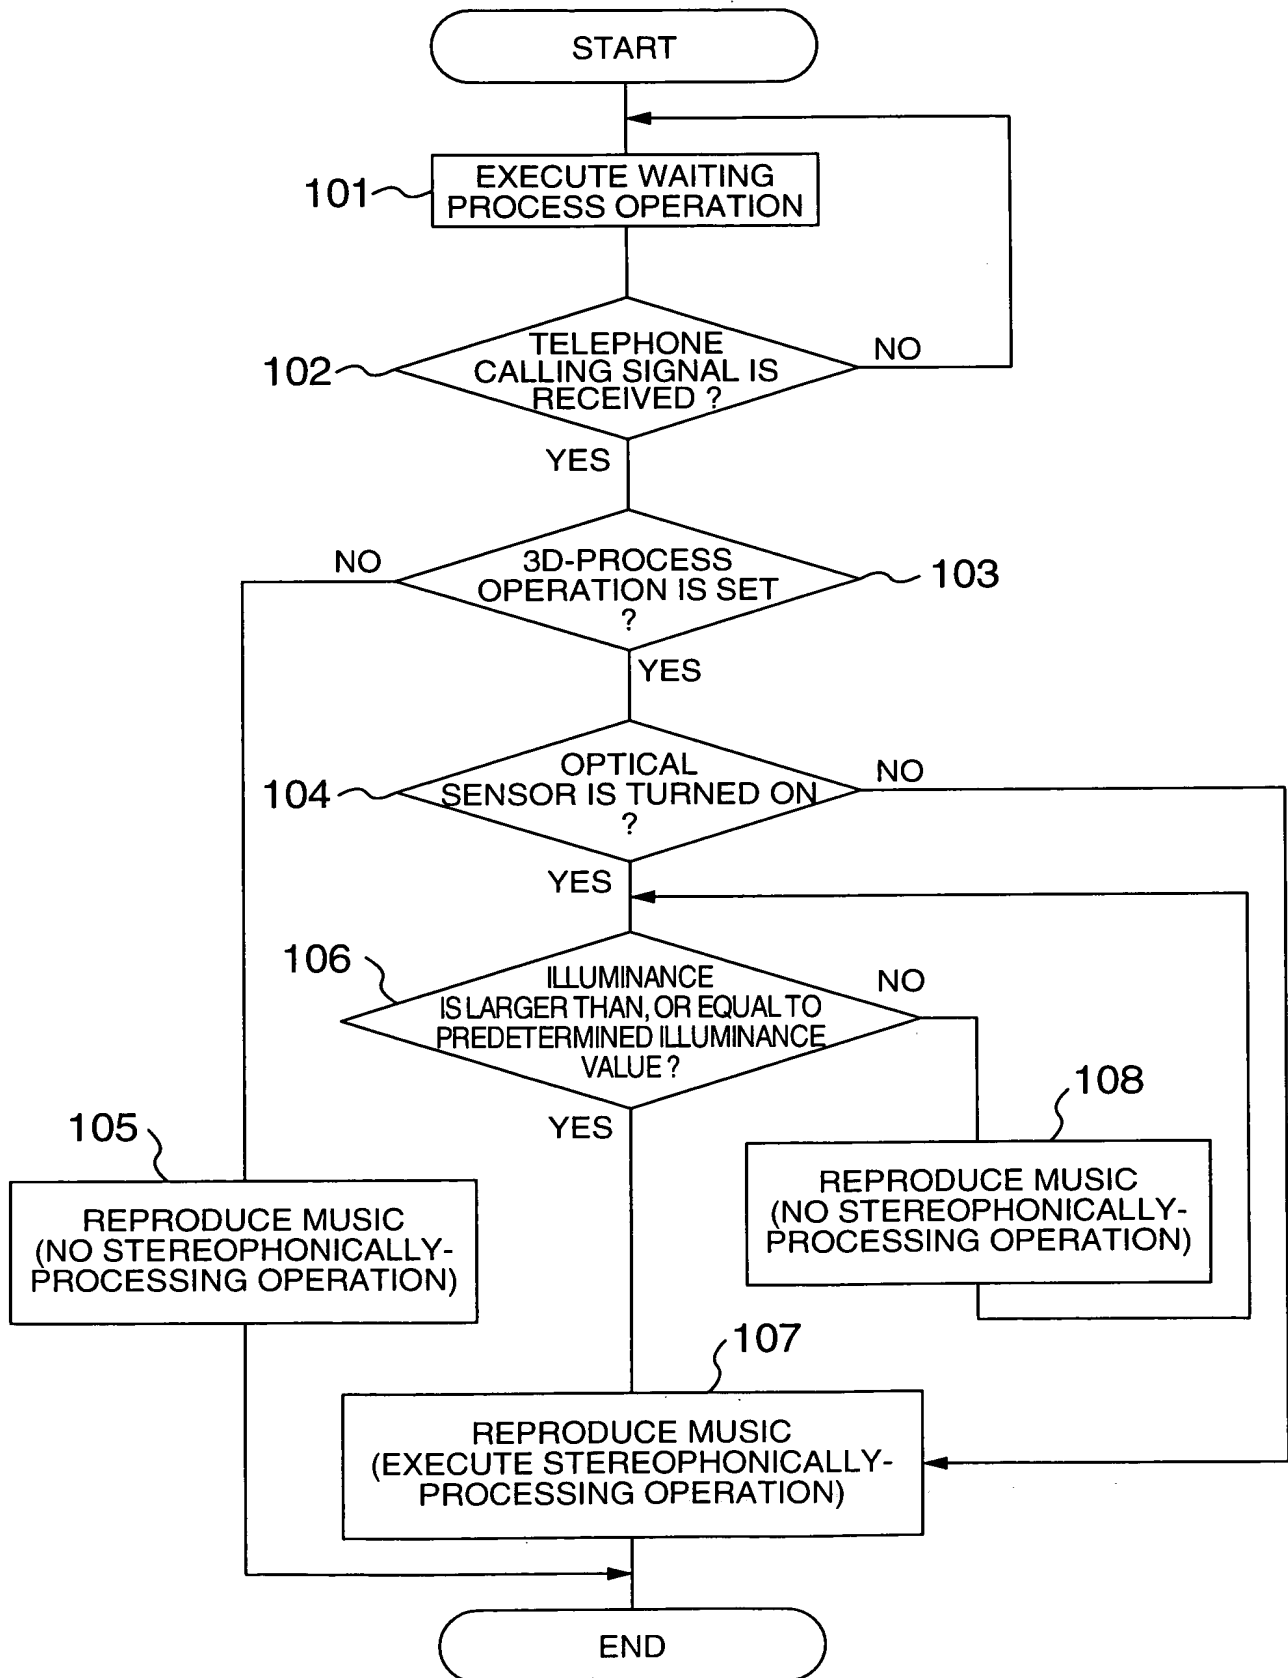 START
101
EXECUTE WAITING
PROCESS OPERATION
102
TELEPHONE
CALLING SIGNAL IS
RECEIVED ?
NO
YES
NO
3D-PROCESS
OPERATION IS SET
?
103
YES
104
OPTICAL
SENSOR IS TURNED ON
?
NO
YES
106
ILLUMINANCE
IS LARGER THAN, OR EQUAL TO
PREDETERMINED ILLUMINANCE
VALUE ?
NO
YES
108
REPRODUCE MUSIC
(NO STEREOPHONICALLY-
PROCESSING OPERATION)
105
REPRODUCE MUSIC
(NO STEREOPHONICALLY-
PROCESSING OPERATION)
107
REPRODUCE MUSIC
(EXECUTE STEREOPHONICALLY-
PROCESSING OPERATION)
END